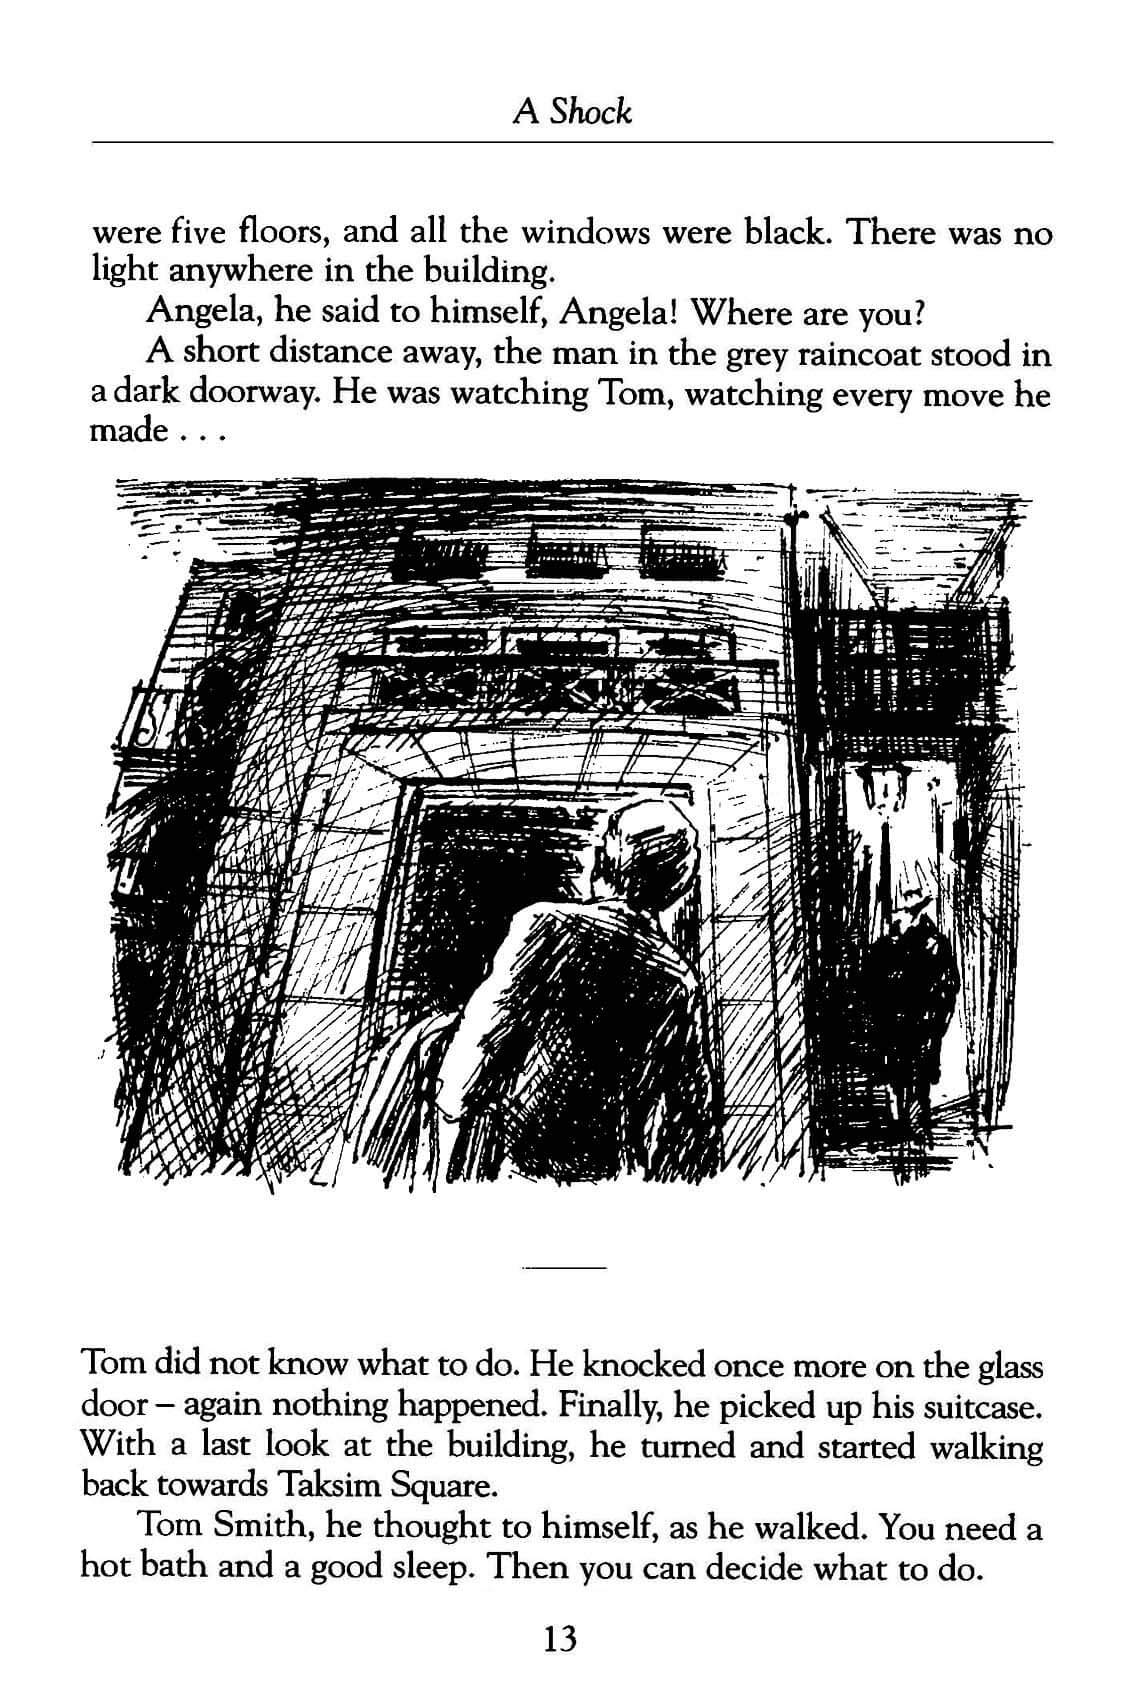 A Shock
were five floors, and all the windows were black. There was no
light anywhere in the building.
Angela, he said to himself, Angela! Where are you?
A short distance away, the man in the grey raincoat stood in
a dark doorway. He was watching Tom, watching every move he
made . . .
Tom did not know what to do. He knocked once more on the glass
door – again nothing happened. Finally, he picked up his suitcase.
With a last look at the building, he turned and started walking
back towards Taksim Square.
Tom Smith, he thought to himself, as he walked. You need a
hot bath and a good sleep. Then you can decide what to do.
13